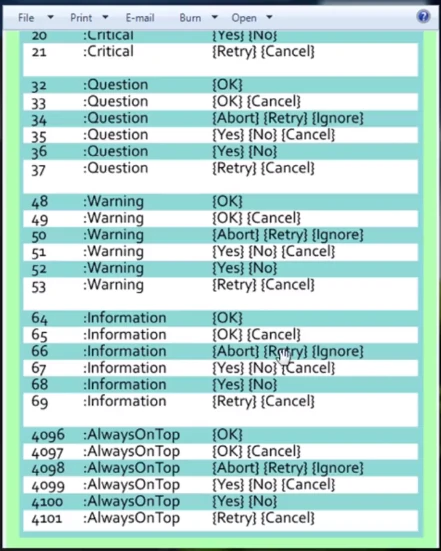 File Print E-mail Burn Open
20 :Critical {Yes} {No}
21 :Critical {Retry} {Cancel}
32 :Question {OK}
33 :Question {OK} {Cancel}
34 :Question {Abort} {Retry} {Ignore}
35 :Question {Yes} {No} {Cancel}
36 :Question {Yes} {No}
37 :Question {Retry} {Cancel}
48 :Warning {OK}
49 :Warning {OK} {Cancel}
50 :Warning {Abort} {Retry} {Ignore}
51 :Warning {Yes} {No} {Cancel}
52 :Warning {Yes} {No}
53 :Warning {Retry} {Cancel}
64 :Information {OK}
65 :Information {OK} {Cancel}
66 :Information {Abort} {Retry} {Ignore}
67 :Information {Yes} {No} {Cancel}
68 :Information {Yes} {No}
69 :Information {Retry} {Cancel}
4096 :AlwaysOnTop {OK}
4097 :AlwaysOnTop {OK} {Cancel}
4098 :AlwaysOnTop {Abort} {Retry} {Ignore}
4099 :AlwaysOnTop {Yes} {No} {Cancel}
4100 :AlwaysOnTop {Yes} {No}
4101 :AlwaysOnTop {Retry} {Cancel}